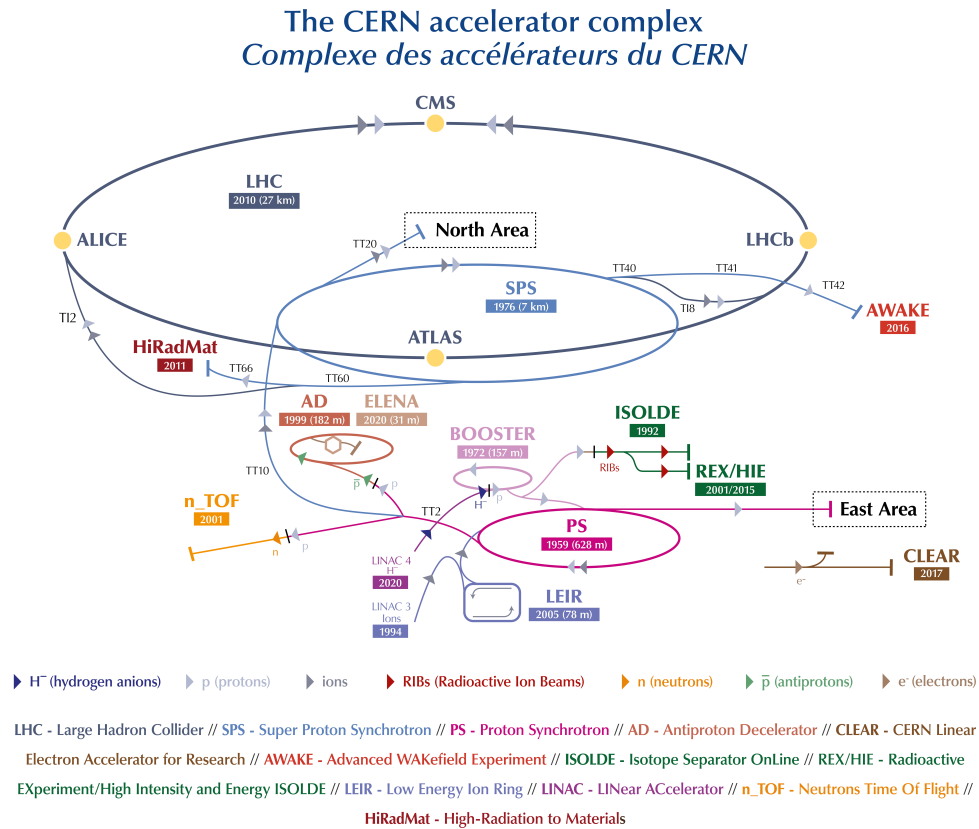 The CERN accelerator complex
Complexe des accélérateurs du CERN
CMS
LHC
2010 (27 km)
North Area
ALICE
TT20
LHCb
TT40
TT41
SPS
1976 (7 km)
TT42
TI8
AWAKE
2016
TI2
ATLAS
HiRadMat
2011
TT66
TT60
AD
1999 (182 m)
ELENA
2020 (31 m)
ISOLDE
1992
BOOSTER
1972 (157 m)
RIBs
REX/HIE
2001/2015
TT10
p̅
p
H⁻
p
n_TOF
2001
TT2
East Area
PS
1959 (628 m)
n
p
LINAC 4
H⁻
2020
CLEAR
2017
e⁻
LEIR
2005 (78 m)
LINAC 3
Ions
1994
H⁻ (hydrogen anions)
p (protons)
ions
RIBs (Radioactive Ion Beams)
n (neutrons)
p̅ (antiprotons)
e⁻ (electrons)
LHC - Large Hadron Collider // SPS - Super Proton Synchrotron // PS - Proton Synchrotron // AD - Antiproton Decelerator // CLEAR - CERN Linear
Electron Accelerator for Research // AWAKE - Advanced WAKefield Experiment // ISOLDE - Isotope Separator OnLine // REX/HIE - Radioactive
EXperiment/High Intensity and Energy ISOLDE // LEIR - Low Energy Ion Ring // LINAC - LINear ACcelerator // n_TOF - Neutrons Time Of Flight //
HiRadMat - High-Radiation to Materials